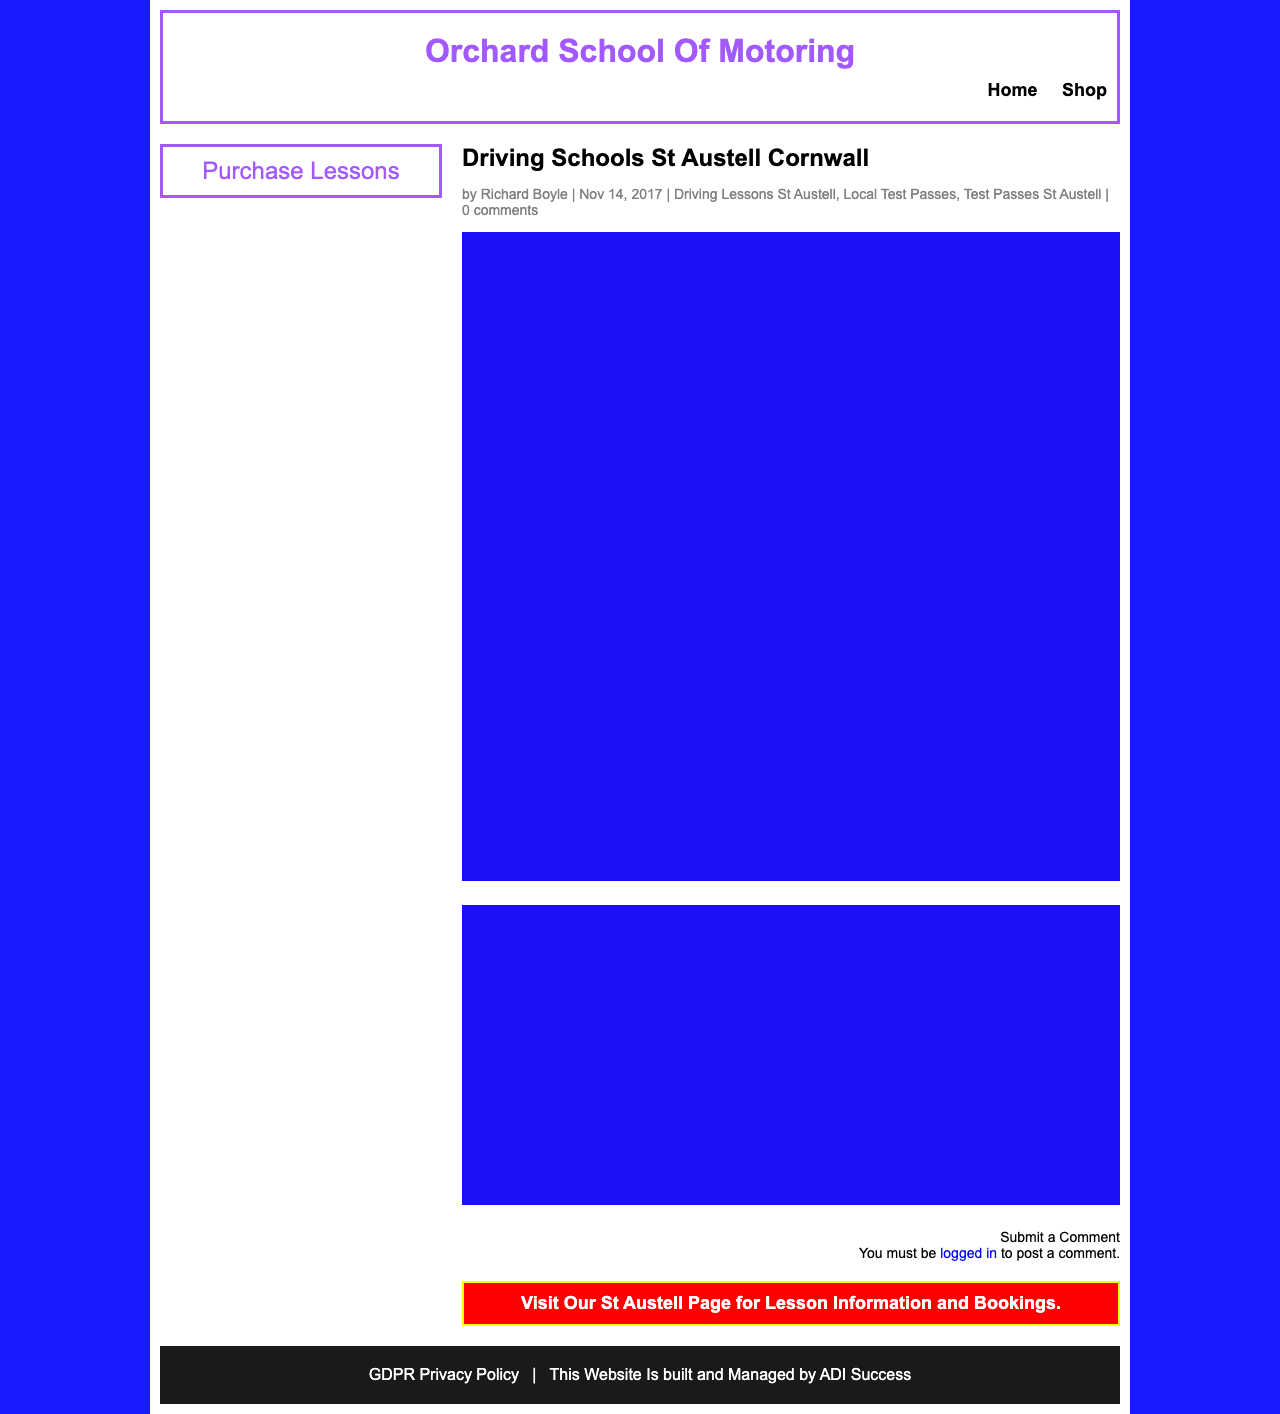 Orchard School Of Motoring
Home Shop
Purchase Lessons
Driving Schools St Austell Cornwall
by Richard Boyle | Nov 14, 2017 | Driving Lessons St Austell, Local Test Passes, Test Passes St Austell |
0 comments
Submit a Comment
You must be logged in to post a comment.
Visit Our St Austell Page for Lesson Information and Bookings.
GDPR Privacy Policy | This Website Is built and Managed by ADI Success